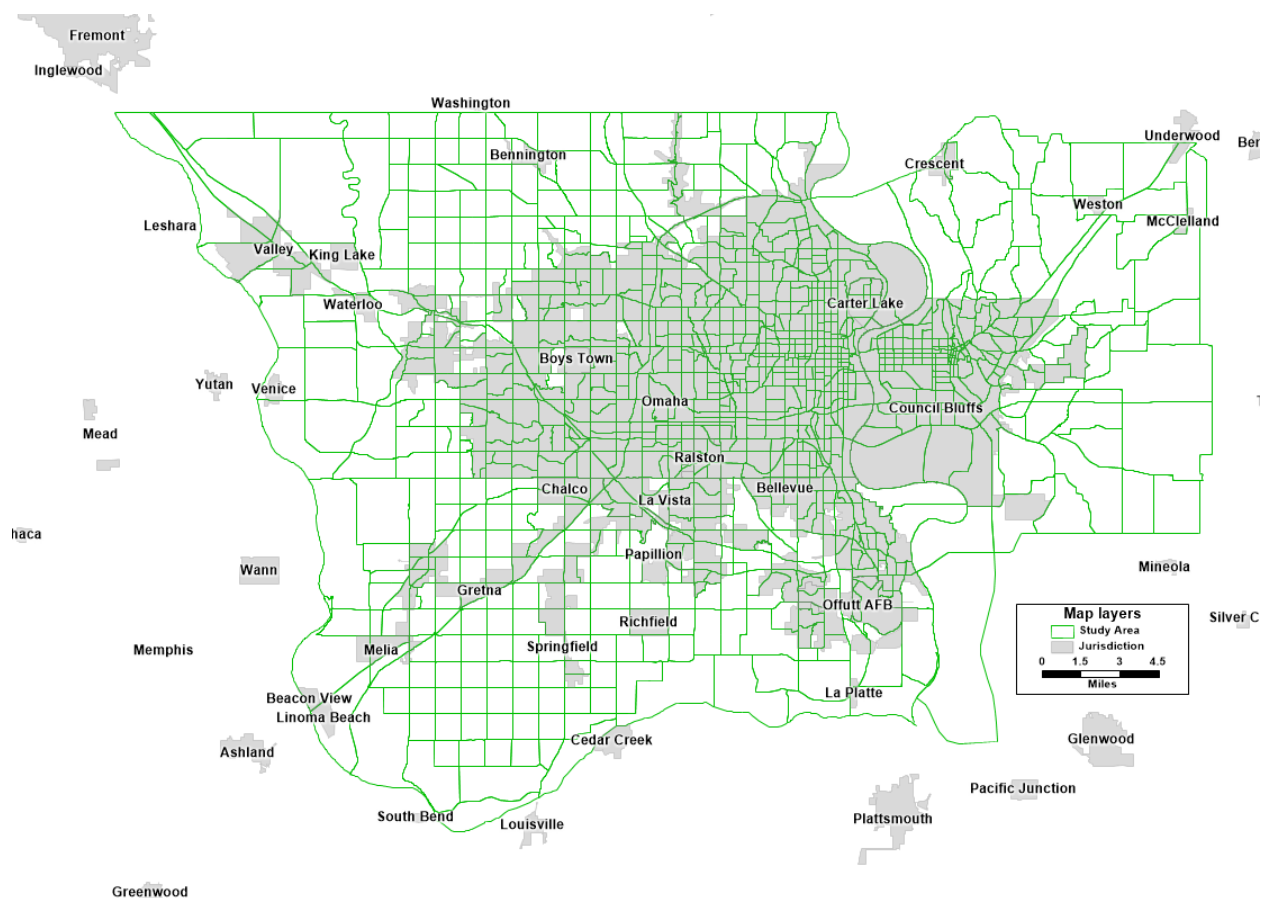 Fremont
Inglewood
Washington
Underwood
Ber
Bennington
Crescent
Weston
McClelland
Leshara
Valley
King Lake
Waterloo
Carter Lake
Boys Town
Yutan
Venice
Omaha
Council Bluffs
Mead
Ralston
Chalco
Bellevue
La Vista
haca
Papillion
Wann
Mineola
Gretna
Offutt AFB
Richfield
Silver C
Map layers
Study Area
Jurisdiction
0 1.5 3 4.5
Miles
Memphis
Melia
Springfield
Beacon View
La Platte
Linoma Beach
Ashland
Cedar Creek
Glenwood
Pacific Junction
South Bend
Louisville
Plattsmouth
Greenwood